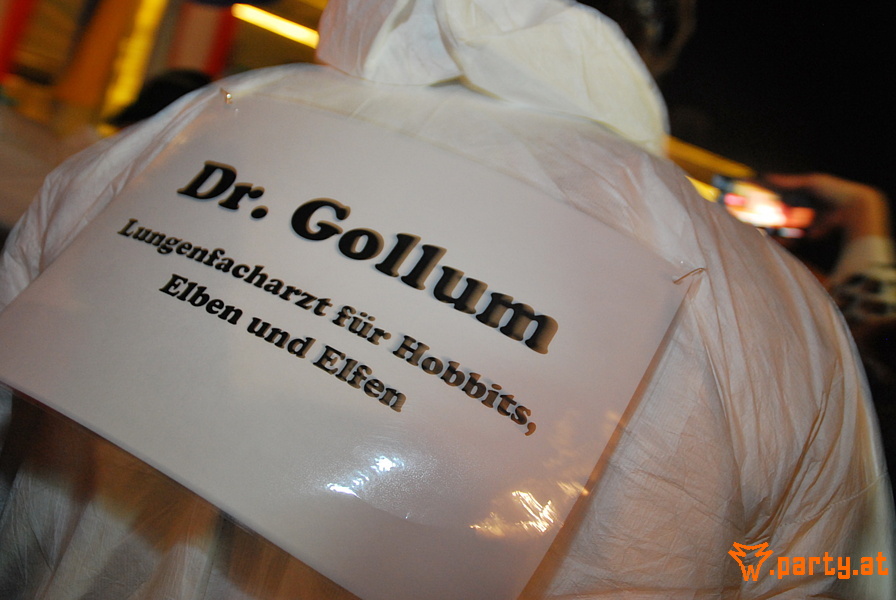 Dr. Gollum
Lungenfacharzt für Hobbits,
Elben und Elfen
w.party.at